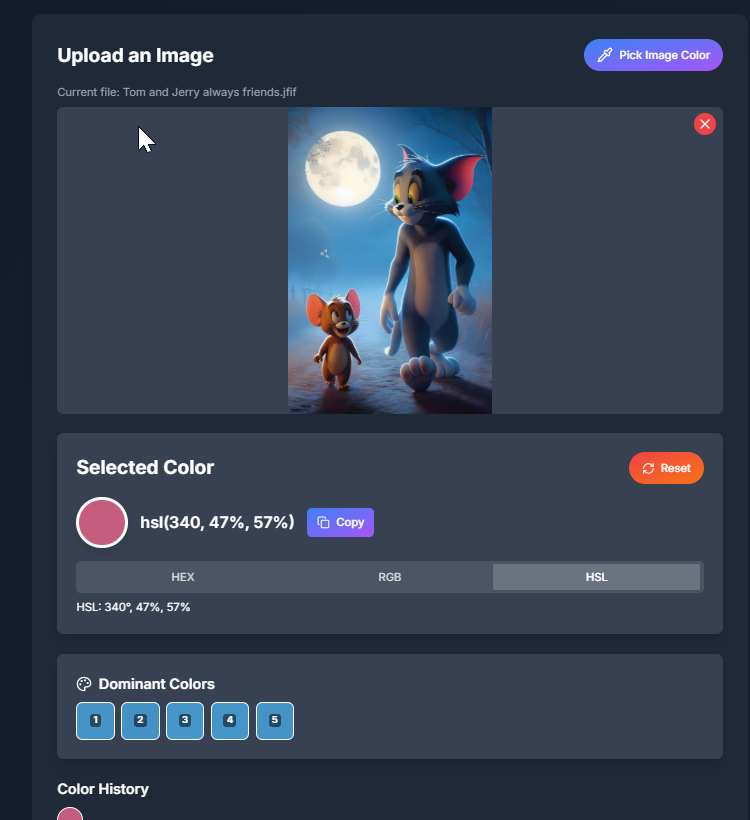 Upload an Image
Pick Image Color
Current file: Tom and Jerry always friends.jfif
Selected Color
Reset
hsl(340, 47%, 57%)
Copy
HEX
RGB
HSL
HSL: 340°, 47%, 57%
Dominant Colors
1
2
3
4
5
Color History